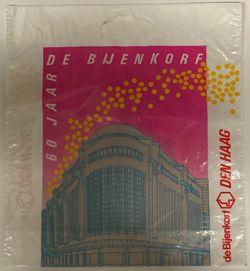 60 JAAR
DE BIJENKORF
de Bijenkorf DEN HAAG